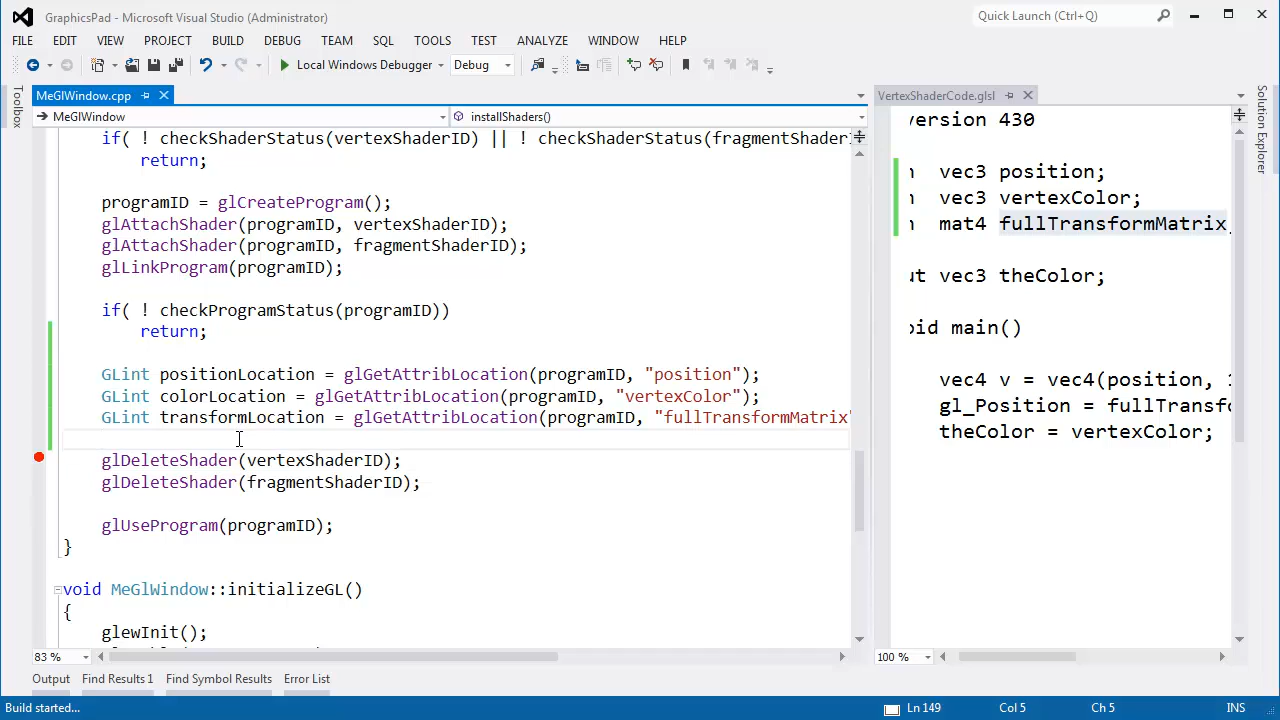 GraphicsPad - Microsoft Visual Studio (Administrator)
Quick Launch (Ctrl+Q)
FILE EDIT VIEW PROJECT BUILD DEBUG TEAM SQL TOOLS TEST ANALYZE WINDOW HELP
Local Windows Debugger Debug
Toolbox
MeGlWindow.cpp
MeGlWindow
installShaders()
if( ! checkShaderStatus(vertexShaderID) || ! checkShaderStatus(fragmentShader
return;
programID = glCreateProgram();
glAttachShader(programID, vertexShaderID);
glAttachShader(programID, fragmentShaderID);
glLinkProgram(programID);
if( ! checkProgramStatus(programID))
return;
GLint positionLocation = glGetAttribLocation(programID, "position");
GLint colorLocation = glGetAttribLocation(programID, "vertexColor");
GLint transformLocation = glGetAttribLocation(programID, "fullTransformMatrix"
glDeleteShader(vertexShaderID);
glDeleteShader(fragmentShaderID);
glUseProgram(programID);
}
void MeGlWindow::initializeGL()
{
glewInit();
83 %
VertexShaderCode.glsl
version 430
vec3 position;
vec3 vertexColor;
mat4 fullTransformMatrix
ut vec3 theColor;
oid main()
vec4 v = vec4(position, 1
gl_Position = fullTransfo
theColor = vertexColor;
100 %
Solution Explorer
Output Find Results 1 Find Symbol Results Error List
Build started... Ln 149 Col 5 Ch 5 INS